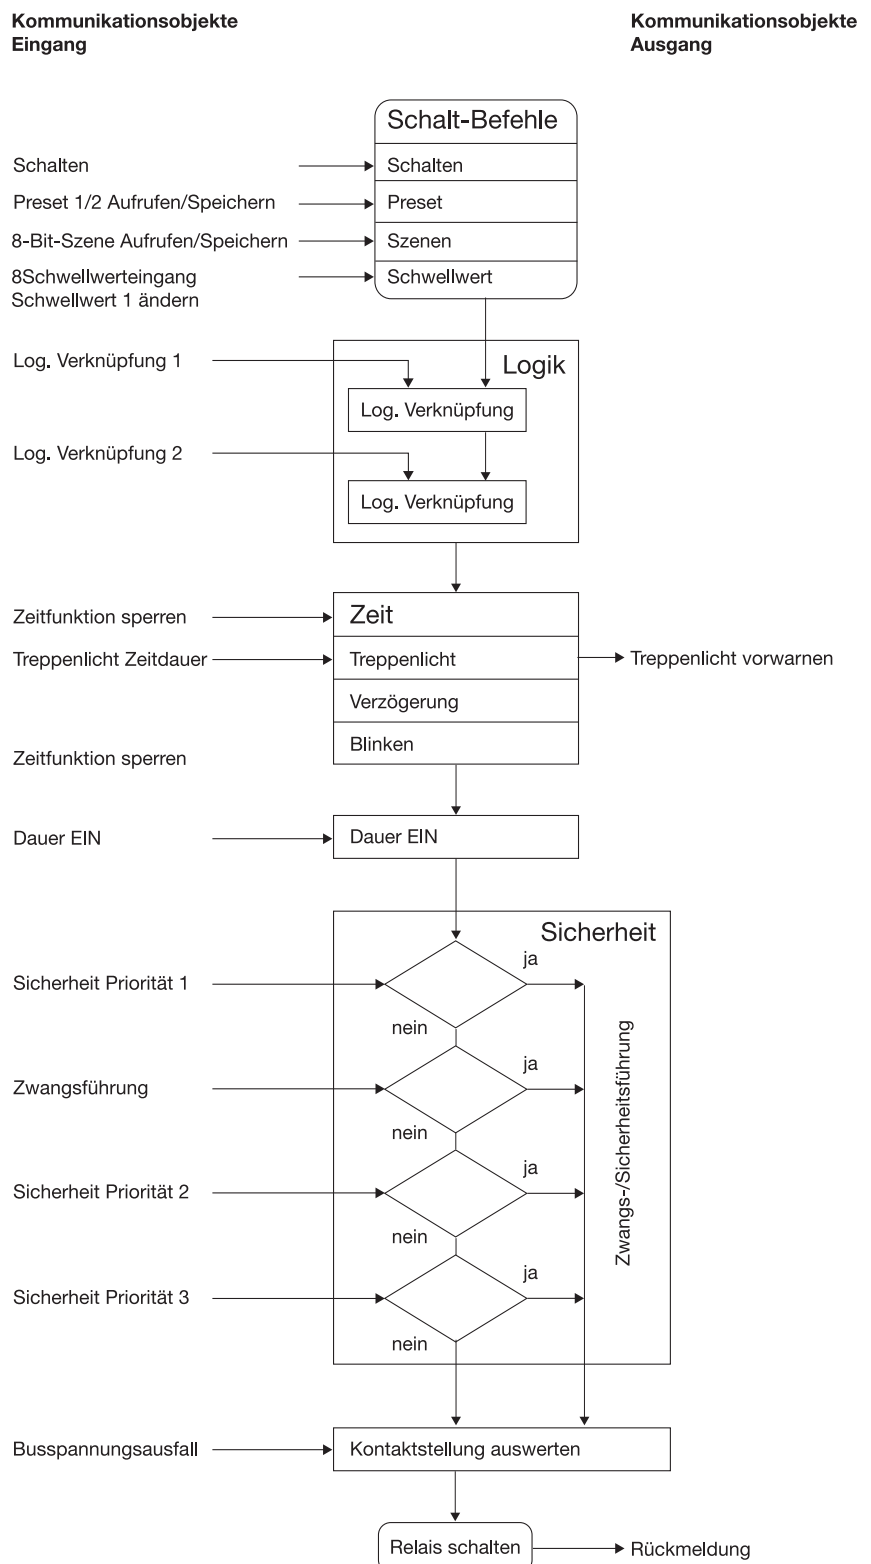 Kommunikationsobjekte
Eingang
Kommunikationsobjekte
Ausgang
Schalt-Befehle
Schalten
Schalten
Preset 1/2 Aufrufen/Speichern
Preset
8-Bit-Szene Aufrufen/Speichern
Szenen
8Schwellwerteingang
Schwellwert 1 ändern
Schwellwert
Log. Verknüpfung 1
Logik
Log. Verknüpfung
Log. Verknüpfung 2
Log. Verknüpfung
Zeitfunktion sperren
Zeit
Treppenlicht Zeitdauer
Treppenlicht
Treppenlicht vorwarnen
Verzögerung
Blinken
Zeitfunktion sperren
Dauer EIN
Dauer EIN
Sicherheit
Sicherheit Priorität 1
ja
nein
Zwangsführung
ja
nein
Sicherheit Priorität 2
ja
nein
Sicherheit Priorität 3
ja
nein
Zwangs-/Sicherheitsführung
Busspannungsausfall
Kontaktstellung auswerten
Relais schalten
Rückmeldung